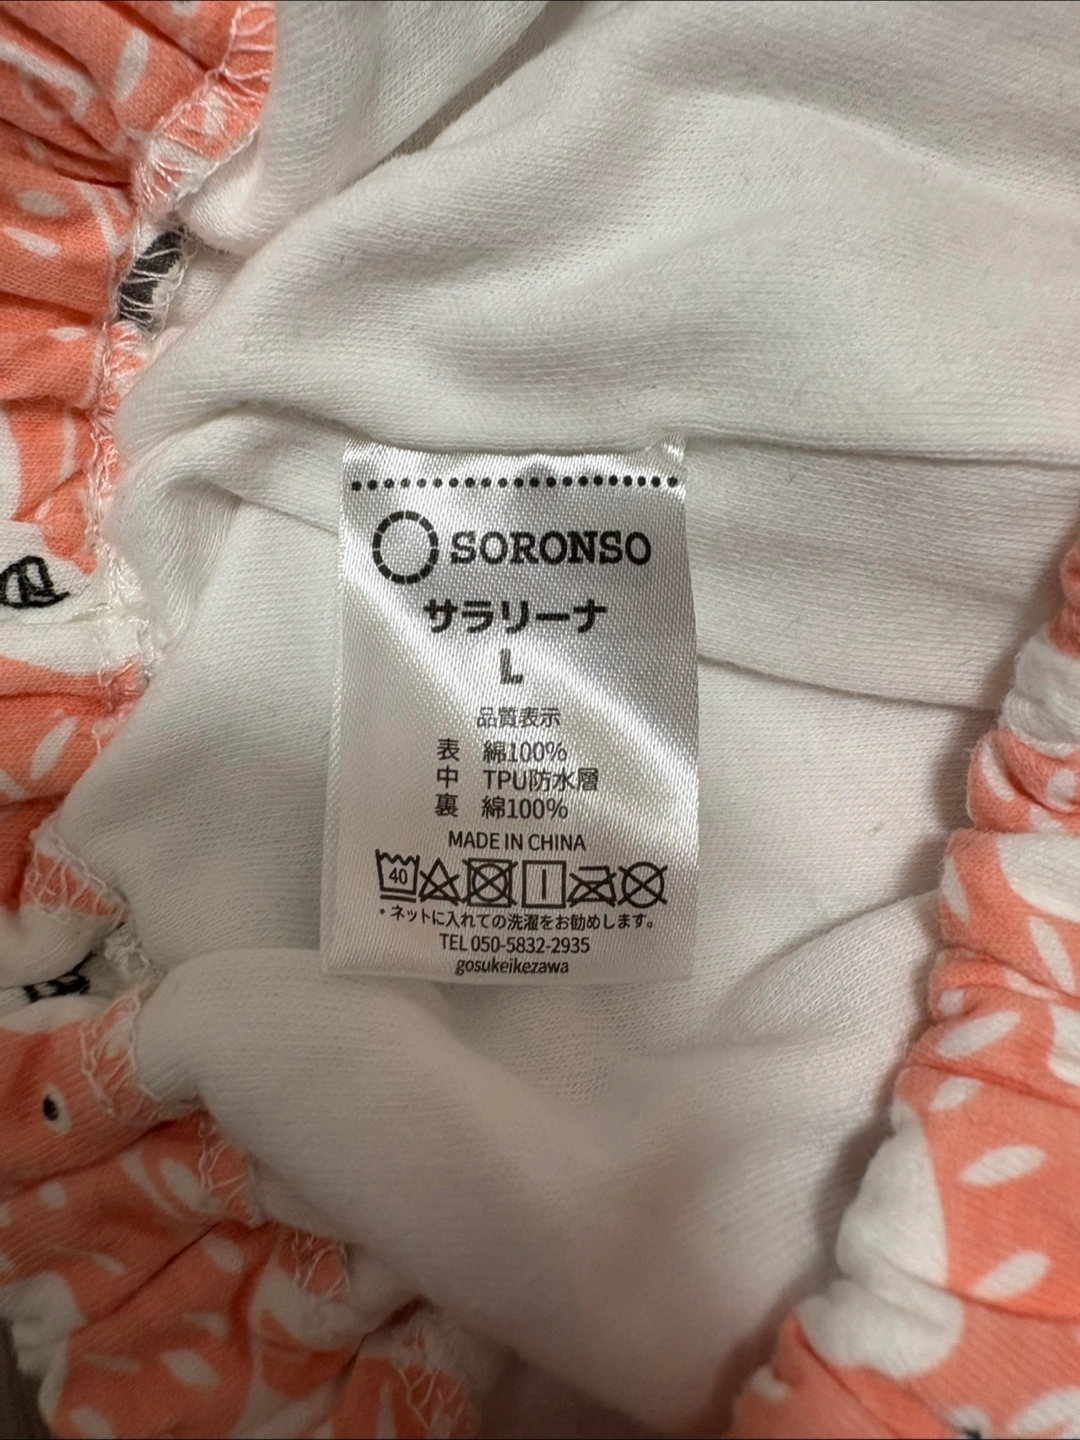 SORONSO
サラリーナ
L
品質表示
表 綿100%
中 TPU防水層
裏 綿100%
MADE IN CHINA
40
・ネットに入れての洗濯をお勧めします。
TEL 050-5832-2935
gosukeikezawa